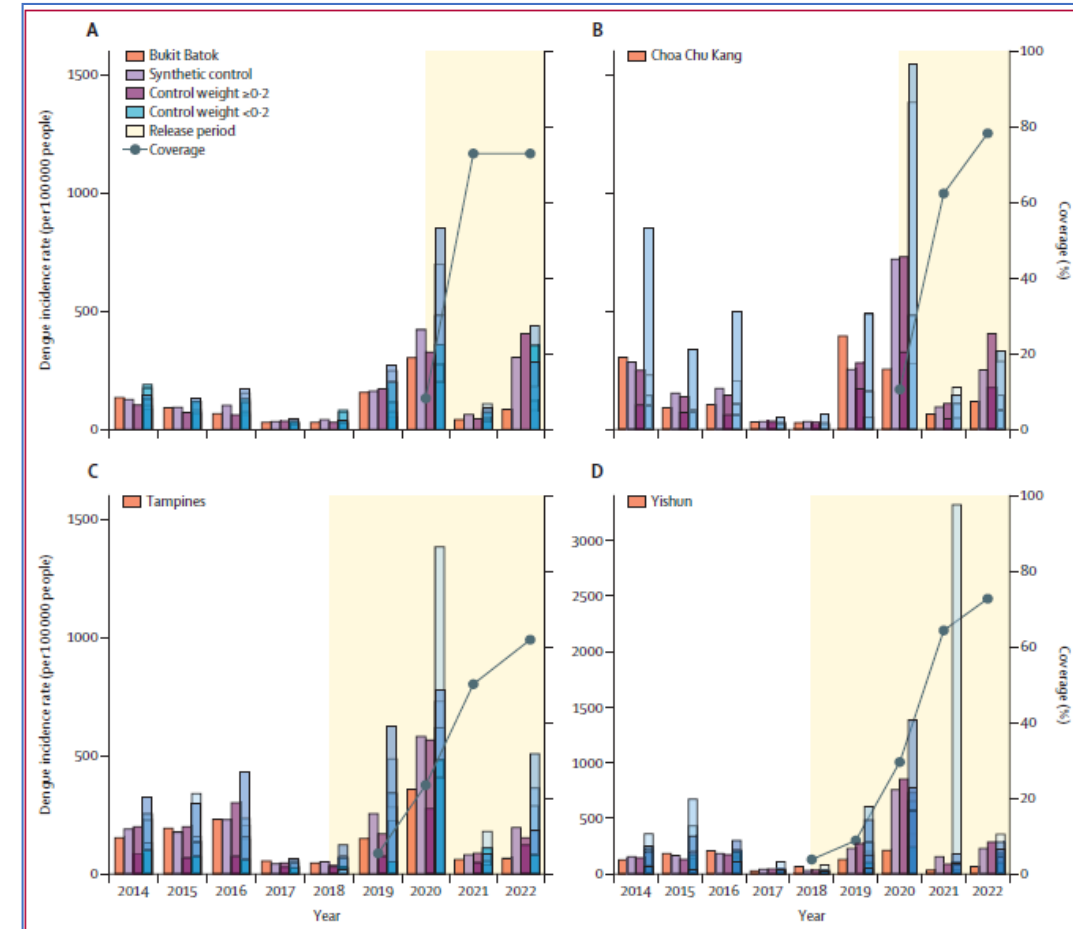 A
Bukit Batok
Synthetic control
Control weight ≥0·2
Control weight <0·2
Release period
Coverage
Dengue incidence rate (per 100 000 people)
1500
1000
500
0
B
Choa Chu Kang
100
80
60
40
20
0
Coverage (%)
C
Tampines
Dengue incidence rate (per 100 000 people)
1500
1000
500
0
2014 2015 2016 2017 2018 2019 2020 2021 2022
Year
D
Yishun
3000
2500
2000
1500
1000
500
0
100
80
60
40
20
0
Coverage (%)
2014 2015 2016 2017 2018 2019 2020 2021 2022
Year